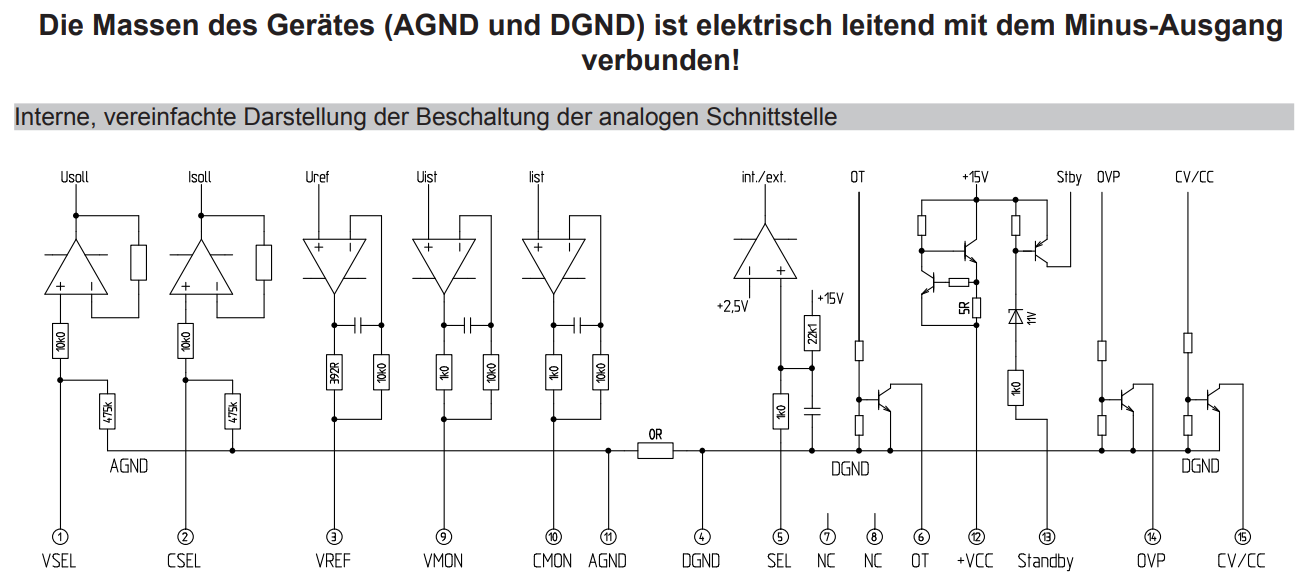 Die Massen des Gerätes (AGND und DGND) ist elektrisch leitend mit dem Minus-Ausgang
verbunden!
Interne, vereinfachte Darstellung der Beschaltung der analogen Schnittstelle
Usoll Isoll Uref Uist Iist int./ext. OT +15V Stby OVP CV/CC
+ - + - + -
- + - + - +
+2,5V +15V
5R 11V
10k0 10k0 22k1
392R 10k0 1k0 10k0 1k0 10k0
475k 475k 1k0 1k0
0R
AGND DGND DGND
1 2 3 9 10 11 4 5 7 8 6 12 13 14 15
VSEL CSEL VREF VMON CMON AGND DGND SEL NC NC OT +VCC Standby OVP CV/CC